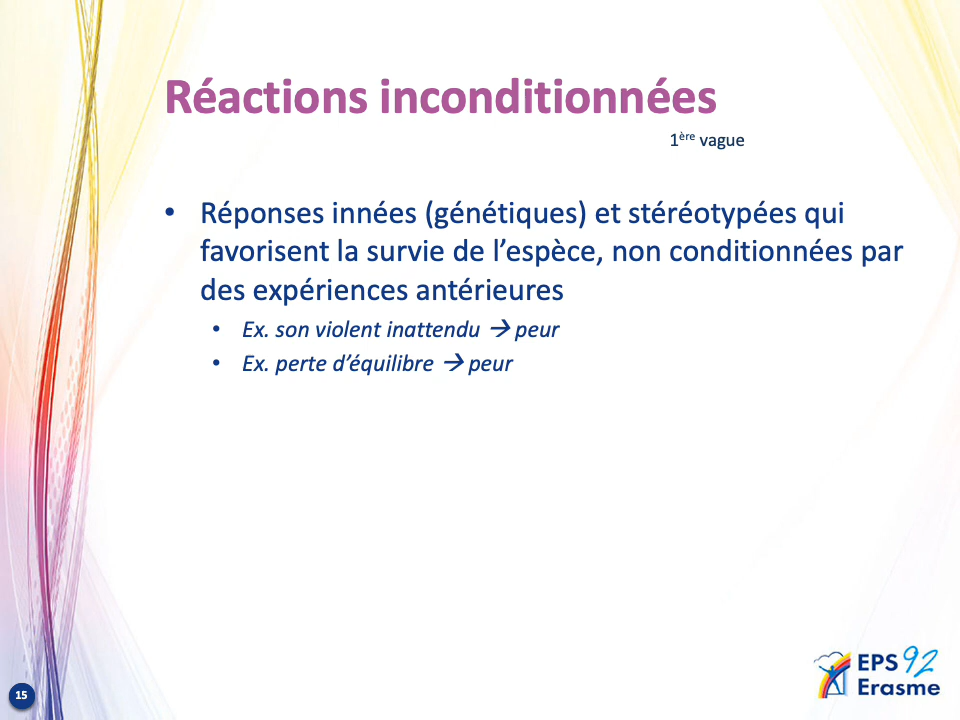 Réactions inconditionnées
1ère vague
• Réponses innées (génétiques) et stéréotypées qui
favorisent la survie de l’espèce, non conditionnées par
des expériences antérieures
• Ex. son violent inattendu → peur
• Ex. perte d’équilibre → peur
15
EPS 92
Erasme